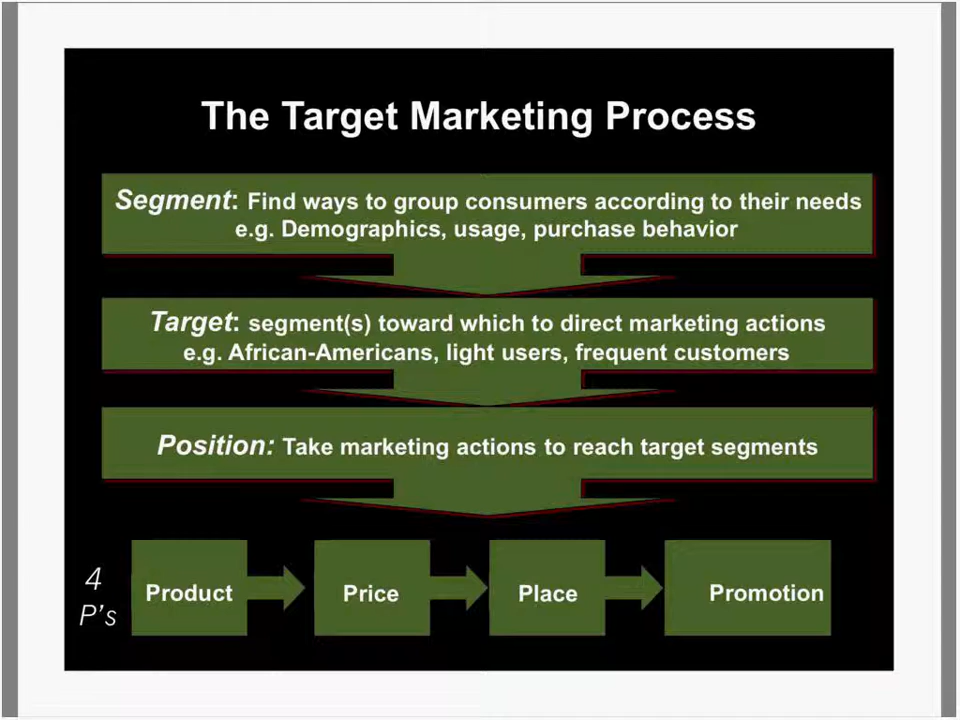 The Target Marketing Process
Segment: Find ways to group consumers according to their needs
e.g. Demographics, usage, purchase behavior
Target: segment(s) toward which to direct marketing actions
e.g. African-Americans, light users, frequent customers
Position: Take marketing actions to reach target segments
4
P's
Product
Price
Place
Promotion